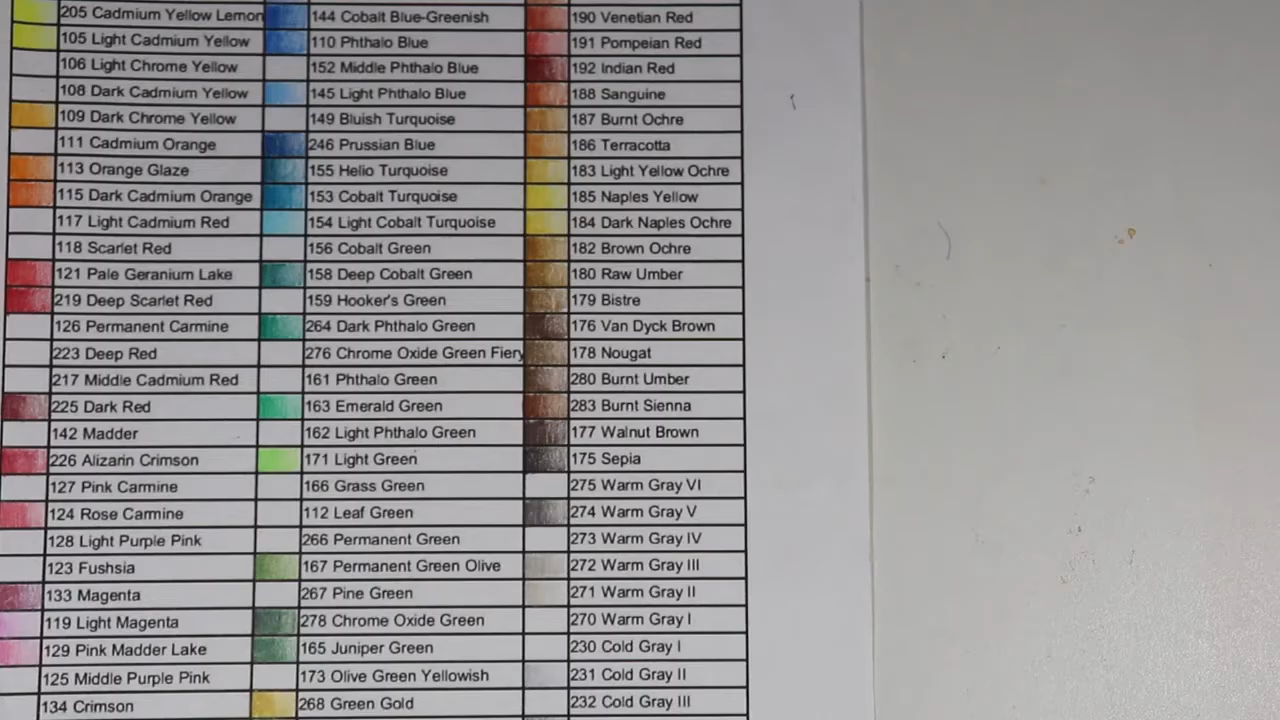 205 Cadmium Yellow Lemon
105 Light Cadmium Yellow
106 Light Chrome Yellow
108 Dark Cadmium Yellow
109 Dark Chrome Yellow
111 Cadmium Orange
113 Orange Glaze
115 Dark Cadmium Orange
117 Light Cadmium Red
118 Scarlet Red
121 Pale Geranium Lake
219 Deep Scarlet Red
126 Permanent Carmine
223 Deep Red
217 Middle Cadmium Red
225 Dark Red
142 Madder
226 Alizarin Crimson
127 Pink Carmine
124 Rose Carmine
128 Light Purple Pink
123 Fushsia
133 Magenta
119 Light Magenta
129 Pink Madder Lake
125 Middle Purple Pink
134 Crimson
144 Cobalt Blue-Greenish
110 Phthalo Blue
152 Middle Phthalo Blue
145 Light Phthalo Blue
149 Bluish Turquoise
246 Prussian Blue
155 Helio Turquoise
153 Cobalt Turquoise
154 Light Cobalt Turquoise
156 Cobalt Green
158 Deep Cobalt Green
159 Hooker's Green
264 Dark Phthalo Green
276 Chrome Oxide Green Fiery
161 Phthalo Green
163 Emerald Green
162 Light Phthalo Green
171 Light Green
166 Grass Green
112 Leaf Green
266 Permanent Green
167 Permanent Green Olive
267 Pine Green
278 Chrome Oxide Green
165 Juniper Green
173 Olive Green Yellowish
268 Green Gold
190 Venetian Red
191 Pompeian Red
192 Indian Red
188 Sanguine
187 Burnt Ochre
186 Terracotta
183 Light Yellow Ochre
185 Naples Yellow
184 Dark Naples Ochre
182 Brown Ochre
180 Raw Umber
179 Bistre
176 Van Dyck Brown
178 Nougat
280 Burnt Umber
283 Burnt Sienna
177 Walnut Brown
175 Sepia
275 Warm Gray VI
274 Warm Gray V
273 Warm Gray IV
272 Warm Gray III
271 Warm Gray II
270 Warm Gray I
230 Cold Gray I
231 Cold Gray II
232 Cold Gray III